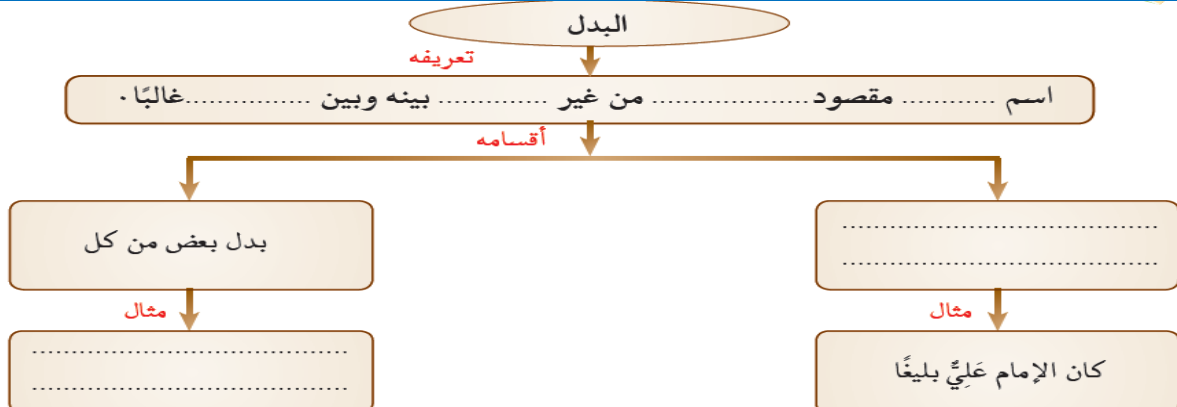 البدل
تعريفه
اسم ............ مقصود .................... من غير .............. بينه وبين ................غالبًا.
أقسامه
........................................
........................................
بدل بعض من كل
مثال
مثال
كان الإمام عَلِيٌّ بليغًا
........................................
........................................